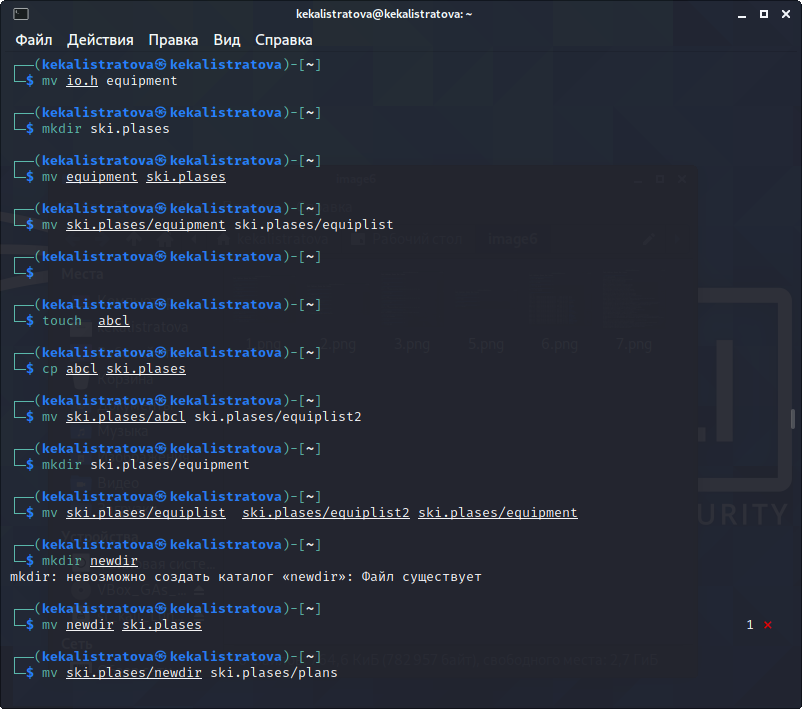 kekalistratova@kekalistratova: ~
Файл Действия Правка Вид Справка
┌──(kekalistratova㉿kekalistratova)-[~]
└─$ mv io.h equipment
┌──(kekalistratova㉿kekalistratova)-[~]
└─$ mkdir ski.plases
┌──(kekalistratova㉿kekalistratova)-[~]
└─$ mv equipment ski.plases
┌──(kekalistratova㉿kekalistratova)-[~]
└─$ mv ski.plases/equipment ski.plases/equiplist
┌──(kekalistratova㉿kekalistratova)-[~]
└─$
┌──(kekalistratova㉿kekalistratova)-[~]
└─$ touch  abcl
┌──(kekalistratova㉿kekalistratova)-[~]
└─$ cp abcl ski.plases
┌──(kekalistratova㉿kekalistratova)-[~]
└─$ mv ski.plases/abcl ski.plases/equiplist2
┌──(kekalistratova㉿kekalistratova)-[~]
└─$ mkdir ski.plases/equipment
┌──(kekalistratova㉿kekalistratova)-[~]
└─$ mv ski.plases/equiplist  ski.plases/equiplist2 ski.plases/equipment
┌──(kekalistratova㉿kekalistratova)-[~]
└─$ mkdir newdir
mkdir: невозможно создать каталог «newdir»: Файл существует
┌──(kekalistratova㉿kekalistratova)-[~]
└─$ mv newdir ski.plases 1 ⨯
┌──(kekalistratova㉿kekalistratova)-[~]
└─$ mv ski.plases/newdir ski.plases/plans